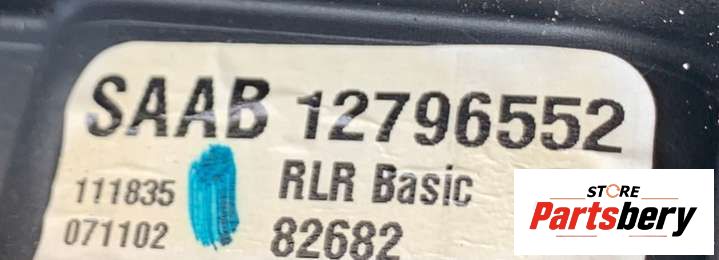 SAAB 12796552
111835 RLR Basic
071102 82682
STORE
Partsbery